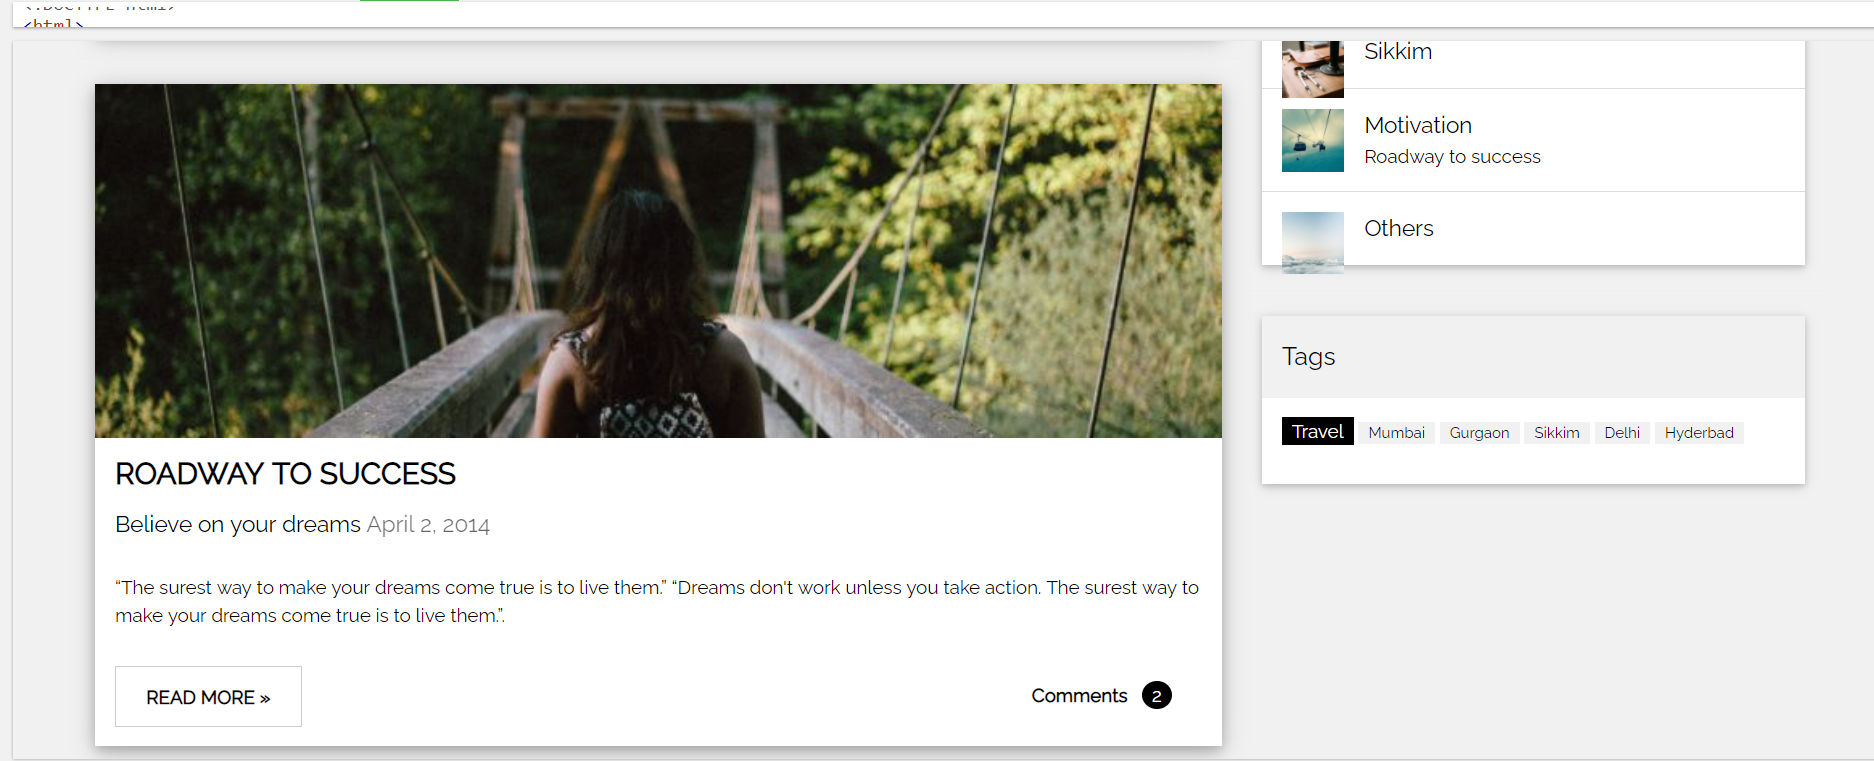 <!DOCTYPE html>
<html>
ROADWAY TO SUCCESS
Believe on your dreams April 2, 2014
“The surest way to make your dreams come true is to live them.” “Dreams don't work unless you take action. The surest way to
make your dreams come true is to live them.”.
READ MORE »
Comments 2
Sikkim
Motivation
Roadway to success
Others
Tags
Travel Mumbai Gurgaon Sikkim Delhi Hyderbad